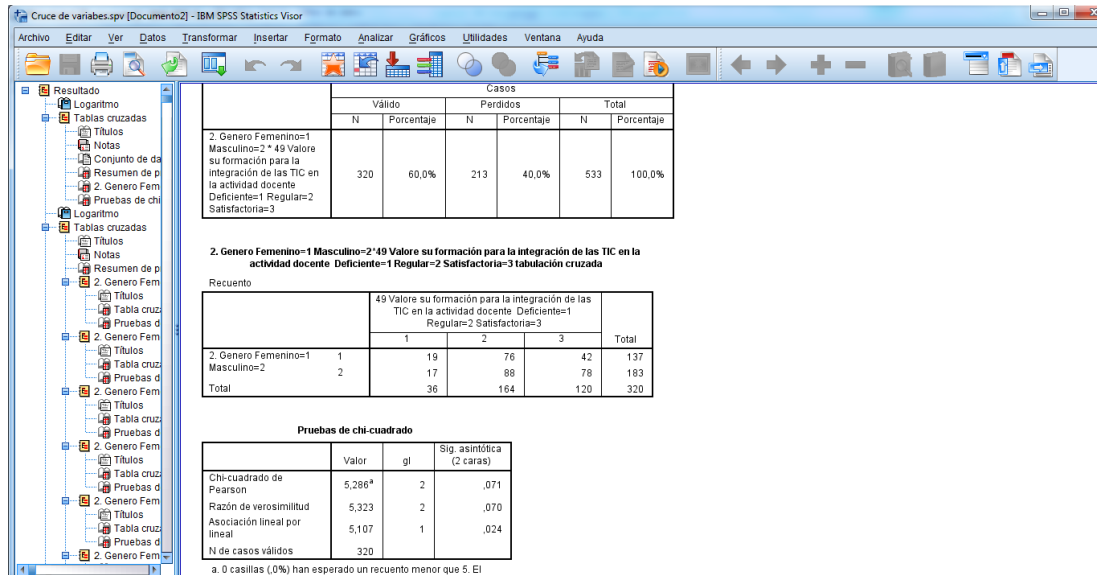 Cruce de variabes.spv [Documento2] - IBM SPSS Statistics Visor
Archivo Editar Ver Datos Transformar Insertar Formato Analizar Gráficos Utilidades Ventana Ayuda
Resultado
Logaritmo
Tablas cruzadas
Títulos
Notas
Conjunto de da
Resumen de p
2. Genero Fem
Pruebas de chi
Logaritmo
Tablas cruzadas
Títulos
Notas
Resumen de p
2. Genero Fem
Títulos
Tabla cruz
Pruebas d
2. Genero Fem
Títulos
Tabla cruz
Pruebas d
2. Genero Fem
Títulos
Tabla cruz
Pruebas d
2. Genero Fem
Títulos
Tabla cruz
Pruebas d
2. Genero Fem
Títulos
Tabla cruz
Pruebas d
2. Genero Fem
Casos
Válido Perdidos Total
N Porcentaje N Porcentaje N Porcentaje
2. Genero Femenino=1
Masculino=2 * 49 Valore
su formación para la
integración de las TIC en
la actividad docente
Deficiente=1 Regular=2
Satisfactoria=3
320 60,0% 213 40,0% 533 100,0%
2. Genero Femenino=1 Masculino=2*49 Valore su formación para la integración de las TIC en la
actividad docente Deficiente=1 Regular=2 Satisfactoria=3 tabulación cruzada
Recuento
49 Valore su formación para la integración de las
TIC en la actividad docente Deficiente=1
Regular=2 Satisfactoria=3
1 2 3 Total
2. Genero Femenino=1 1 19 76 42 137
Masculino=2 2 17 88 78 183
Total 36 164 120 320
Pruebas de chi-cuadrado
Valor gl Sig. asintótica
(2 caras)
Chi-cuadrado de
Pearson 5,286a 2 ,071
Razón de verosimilitud 5,323 2 ,070
Asociación lineal por
lineal 5,107 1 ,024
N de casos válidos 320
a. 0 casillas (,0%) han esperado un recuento menor que 5. El